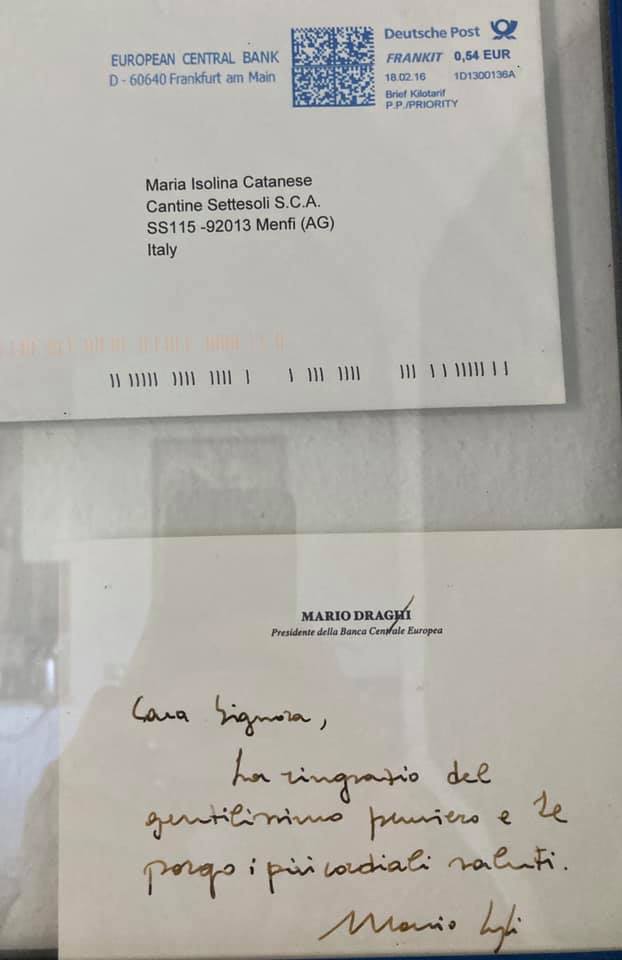 EUROPEAN CENTRAL BANK
D - 60640 Frankfurt am Main
Deutsche Post
FRANKIT 0,54 EUR
18.02.16 1D1300136A
Brief Kilotarif
P.P./PRIORITY
Maria Isolina Catanese
Cantine Settesoli S.C.A.
SS115 -92013 Menfi (AG)
Italy
MARIO DRAGHI
Presidente della Banca Centrale Europea
Cara Signora,
La ringrazio del
gentilissimo pensiero e Le
porgo i più cordiali saluti.
Mario